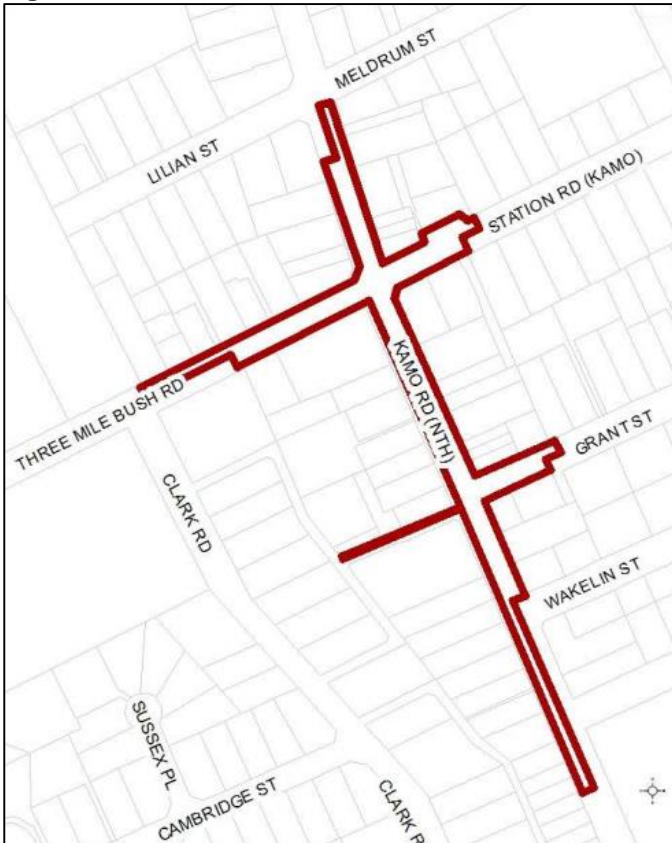 MELDRUM ST
LILIAN ST
STATION RD (KAMO)
KAMO RD (NTH)
THREE MILE BUSH RD
GRANT ST
CLARK RD
WAKELIN ST
SUSSEX PL
CAMBRIDGE ST
CLARK R